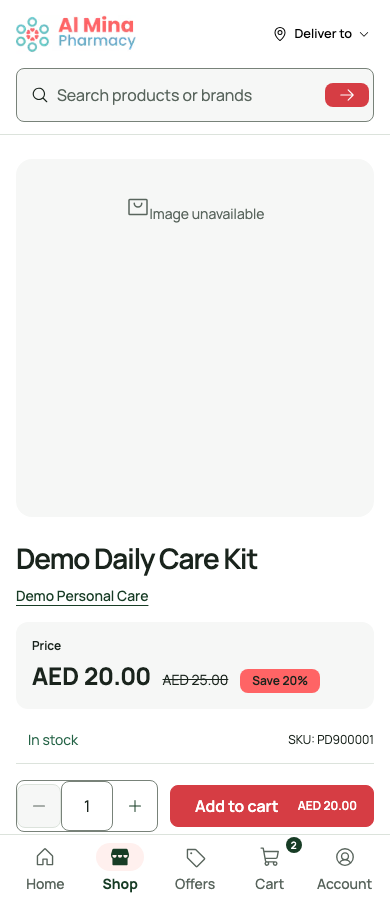 Al Mina
Pharmacy
Deliver to
Search products or brands
Image unavailable
Demo Daily Care Kit
Demo Personal Care
Price
AED 20.00 AED 25.00 Save 20%
In stock SKU: PD900001
1 Add to cart AED 20.00
2
Home Shop Offers Cart Account